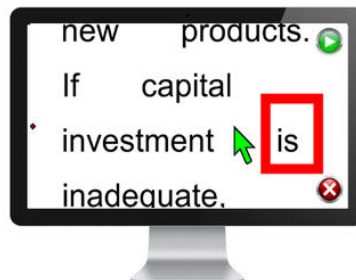 new products.
If capital
investment is
inadequate,